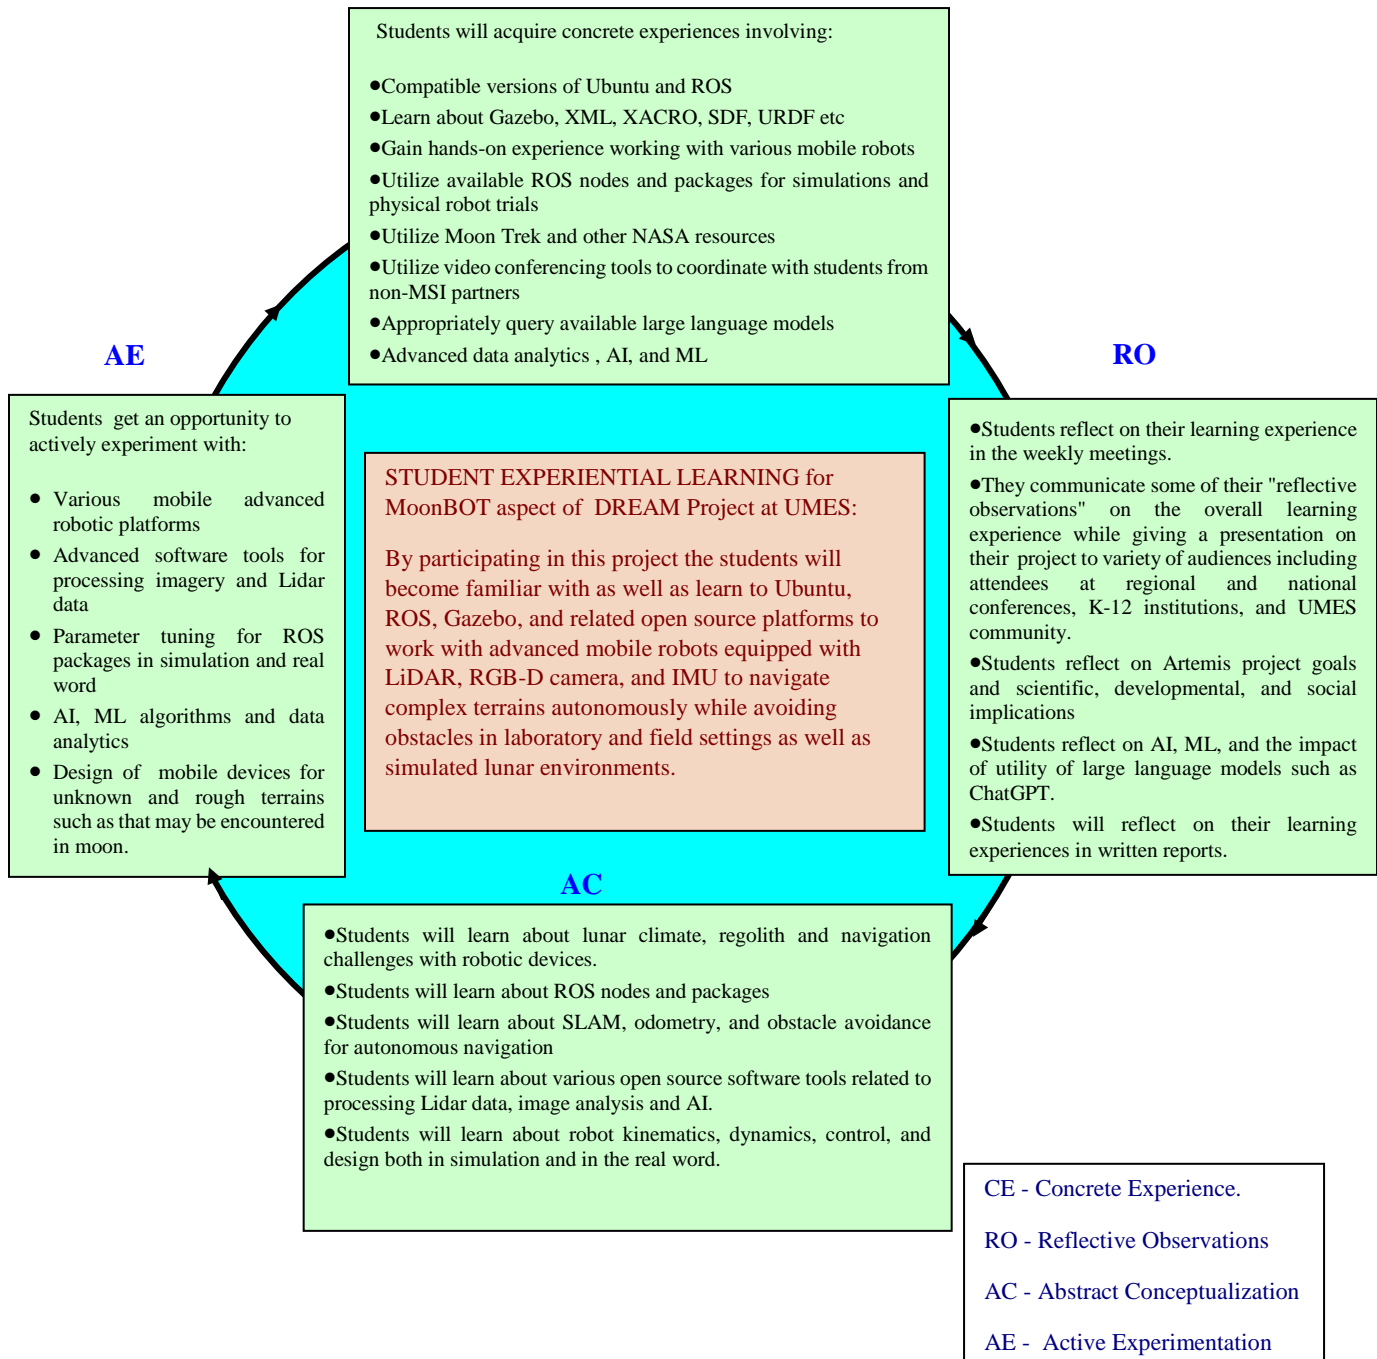 Students will acquire concrete experiences involving:
●Compatible versions of Ubuntu and ROS
●Learn about Gazebo, XML, XACRO, SDF, URDF etc
●Gain hands-on experience working with various mobile robots
●Utilize available ROS nodes and packages for simulations and
physical robot trials
●Utilize Moon Trek and other NASA resources
●Utilize video conferencing tools to coordinate with students from
non-MSI partners
●Appropriately query available large language models
●Advanced data analytics , AI, and ML
AE
RO
Students get an opportunity to
actively experiment with:
● Various mobile advanced
robotic platforms
● Advanced software tools for
processing imagery and Lidar
data
● Parameter tuning for ROS
packages in simulation and real
word
● AI, ML algorithms and data
analytics
● Design of mobile devices for
unknown and rough terrains
such as that may be encountered
in moon.
STUDENT EXPERIENTIAL LEARNING for
MoonBOT aspect of DREAM Project at UMES:
By participating in this project the students will
become familiar with as well as learn to Ubuntu,
ROS, Gazebo, and related open source platforms to
work with advanced mobile robots equipped with
LiDAR, RGB-D camera, and IMU to navigate
complex terrains autonomously while avoiding
obstacles in laboratory and field settings as well as
simulated lunar environments.
●Students reflect on their learning experience
in the weekly meetings.
●They communicate some of their "reflective
observations" on the overall learning
experience while giving a presentation on
their project to variety of audiences including
attendees at regional and national
conferences, K-12 institutions, and UMES
community.
●Students reflect on Artemis project goals
and scientific, developmental, and social
implications
●Students reflect on AI, ML, and the impact
of utility of large language models such as
ChatGPT.
●Students will reflect on their learning
experiences in written reports.
AC
●Students will learn about lunar climate, regolith and navigation
challenges with robotic devices.
●Students will learn about ROS nodes and packages
●Students will learn about SLAM, odometry, and obstacle avoidance
for autonomous navigation
●Students will learn about various open source software tools related to
processing Lidar data, image analysis and AI.
●Students will learn about robot kinematics, dynamics, control, and
design both in simulation and in the real word.
CE - Concrete Experience.
RO - Reflective Observations
AC - Abstract Conceptualization
AE - Active Experimentation